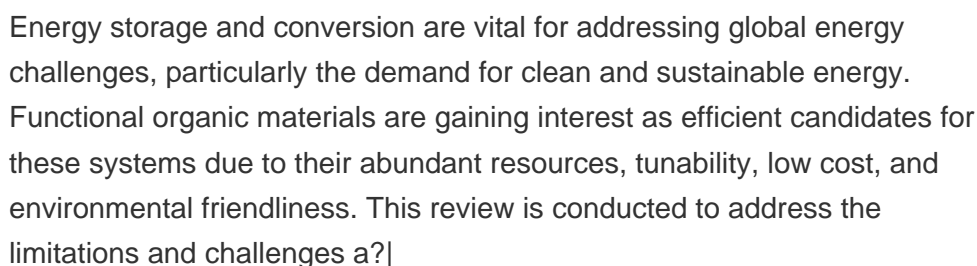 Energy storage and conversion are vital for addressing global energy
challenges, particularly the demand for clean and sustainable energy.
Functional organic materials are gaining interest as efficient candidates for
these systems due to their abundant resources, tunability, low cost, and
environmental friendliness. This review is conducted to address the
limitations and challenges a?|